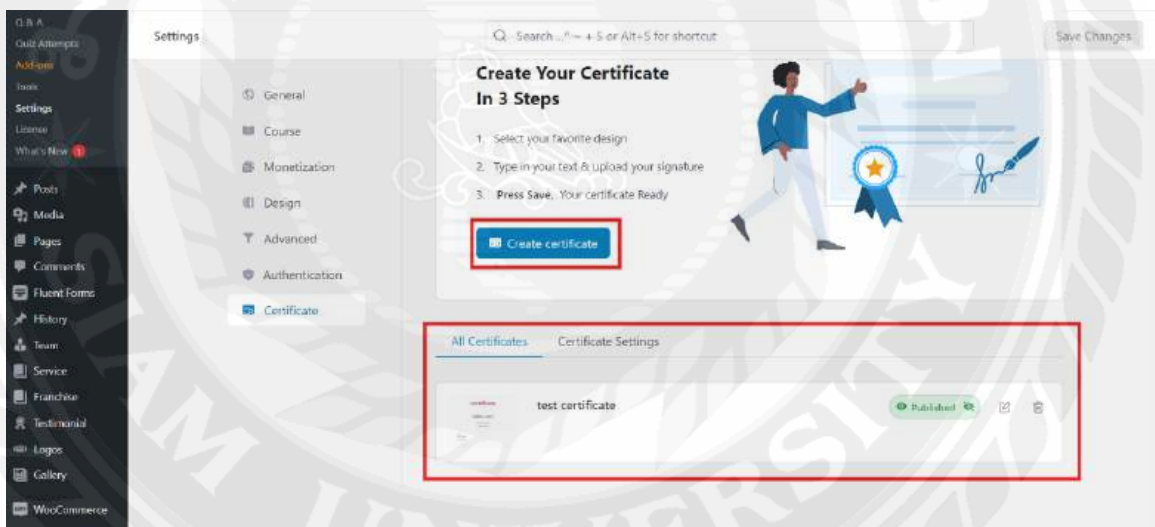 Q & A
Quiz Attempts
Add-ons
Tools
Settings
License
What's New 1
Posts
Media
Pages
Comments
Fluent Forms
History
Team
Service
Franchise
Testimonial
Logos
Gallery
WooCommerce
Settings
Search ...^ ~ + S or Alt+S for shortcut
Save Changes
General
Course
Monetization
Design
Advanced
Authentication
Certificate
Create Your Certificate
In 3 Steps
1. Select your favorite design
2. Type in your text & upload your signature
3. Press Save, Your certificate Ready
Create certificate
All Certificates Certificate Settings
test certificate
Published
SIAM UNIVERSITY